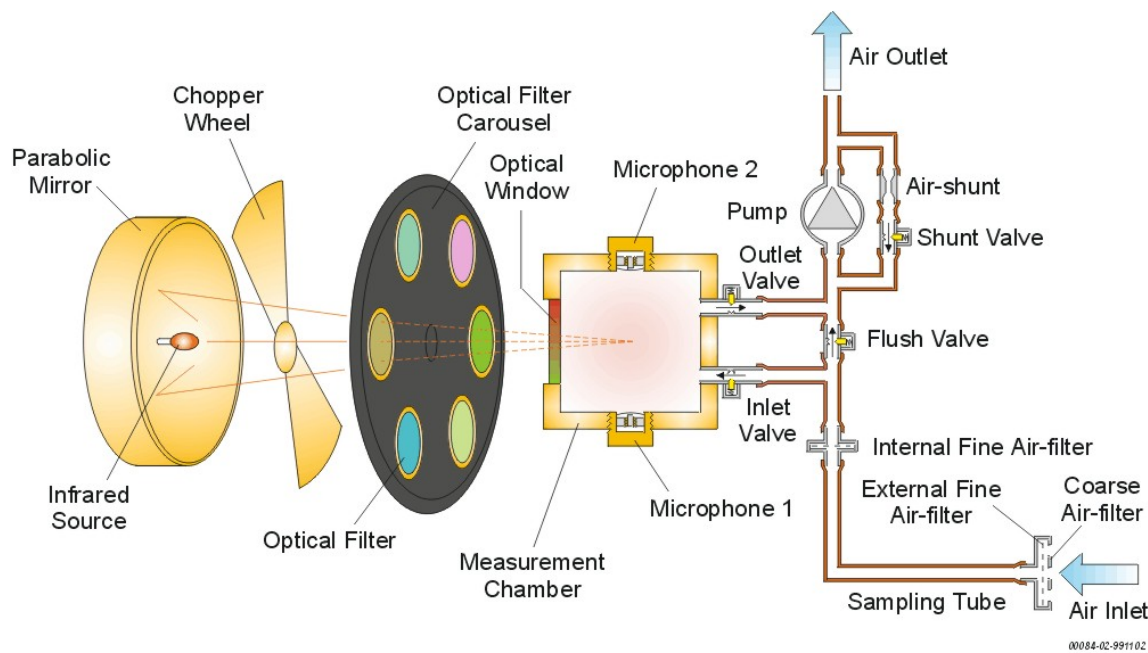 Air Outlet
Chopper
Wheel
Optical Filter
Carousel
Parabolic
Mirror
Optical
Window
Microphone 2
Air-shunt
Pump
Shunt Valve
Outlet
Valve
Flush Valve
Inlet
Valve
Internal Fine Air-filter
External Fine
Air-filter
Coarse
Air-filter
Infrared
Source
Optical Filter
Microphone 1
Measurement
Chamber
Sampling Tube
Air Inlet
00084-02-991102